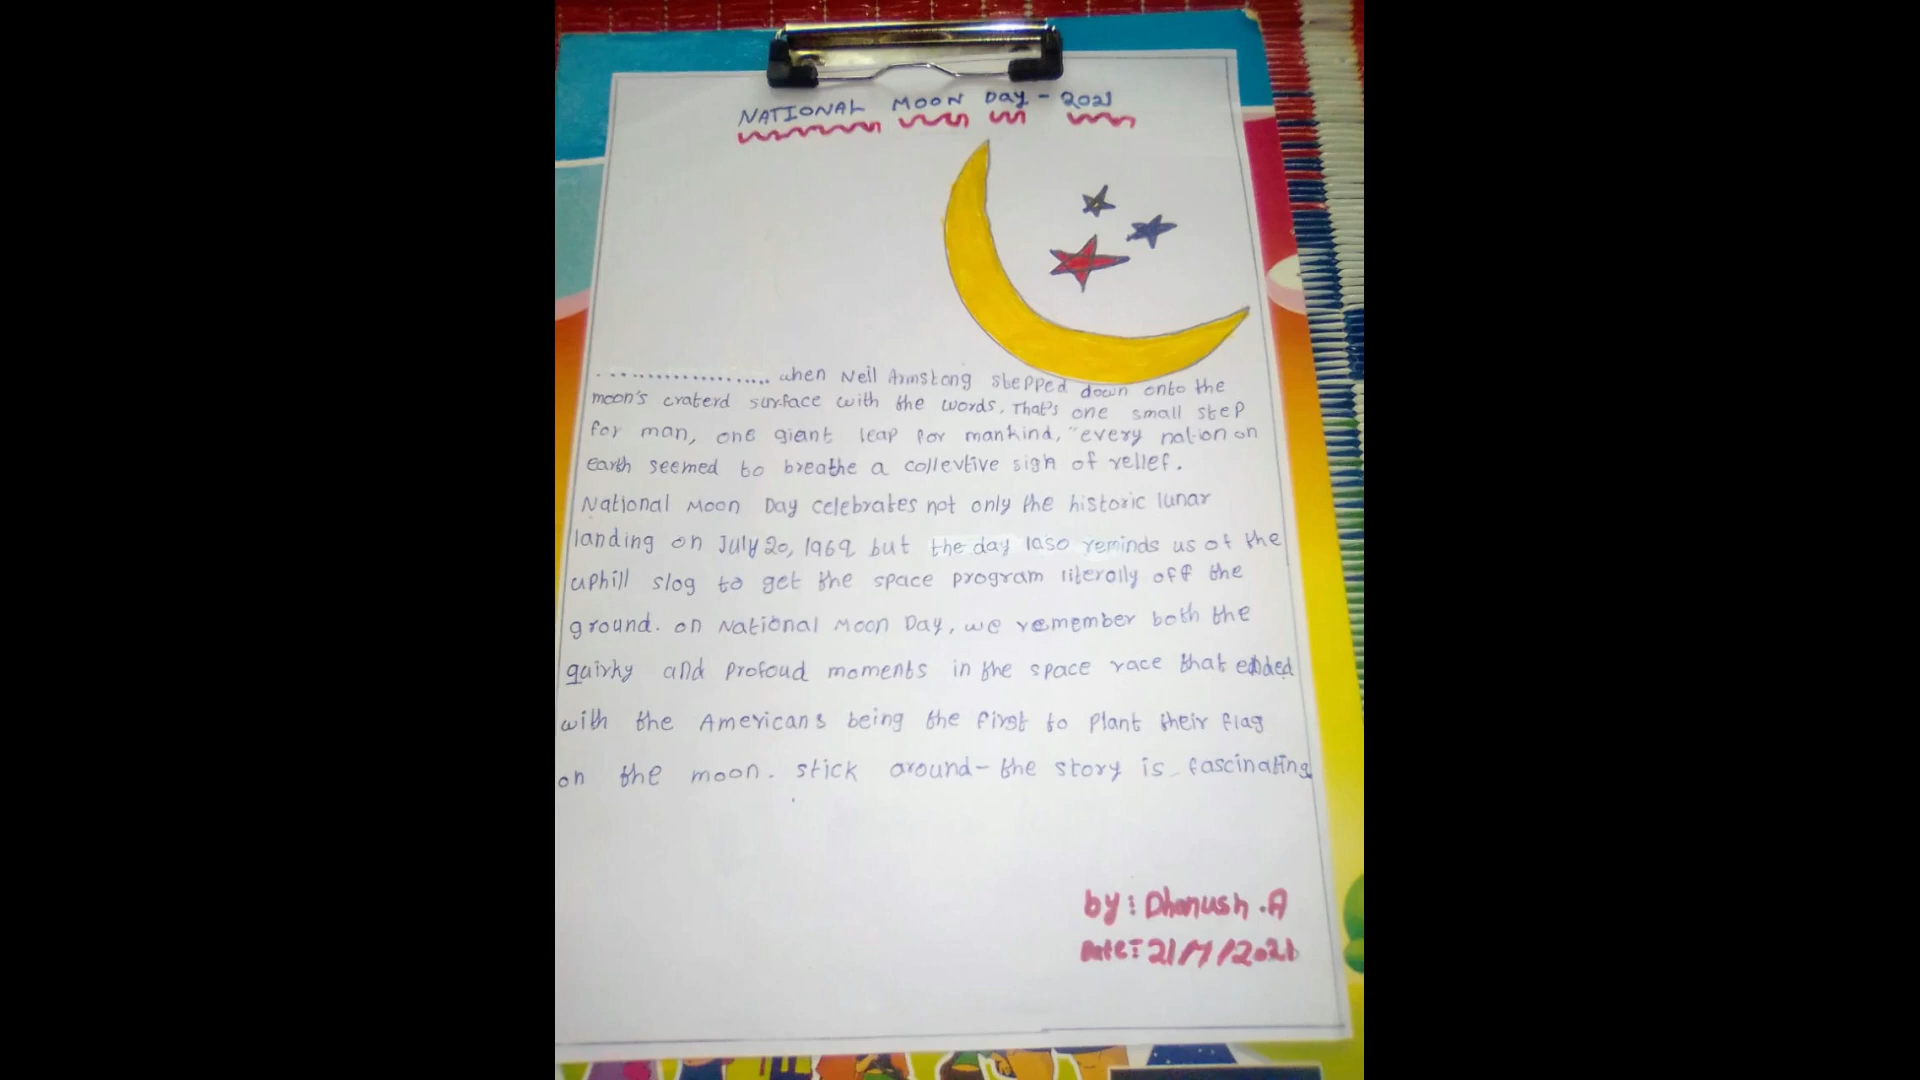 NATIONAL MOON Day - 2021
.................... when Neil Armstong stepped down onto the
moon's craterd surface with the words, That's one small step
for man, one giant leap for mankind, "every nation on
earth seemed to breathe a collevtive sigh of relief.
National Moon Day celebrates not only the historic lunar
landing on July 20, 1969 but the day laso reminds us of the
uphill slog to get the space program literolly off the
ground. on National Moon Day, we remember both the
quirky and profoud moments in the space race that ended
with the Americans being the first to plant their flag
on the moon. stick around- the story is fascinating
by: Dhanush .A
Date: 21/7/2021